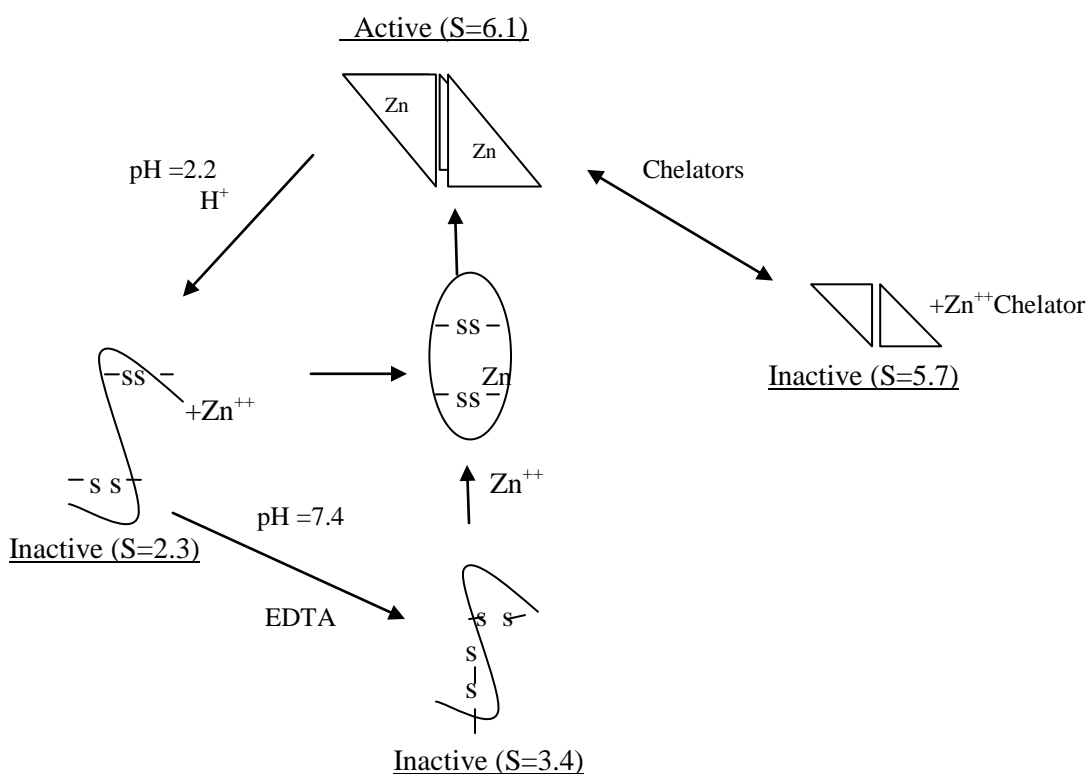 Active (S=6.1)
Zn
Zn
pH =2.2
H⁺
Chelators
+Zn⁺⁺Chelator
Inactive (S=5.7)
– ss –
Zn
– ss –
–ss –
+Zn⁺⁺
– s s –
Inactive (S=2.3)
Zn⁺⁺
pH =7.4
EDTA
s s
s
s
Inactive (S=3.4)